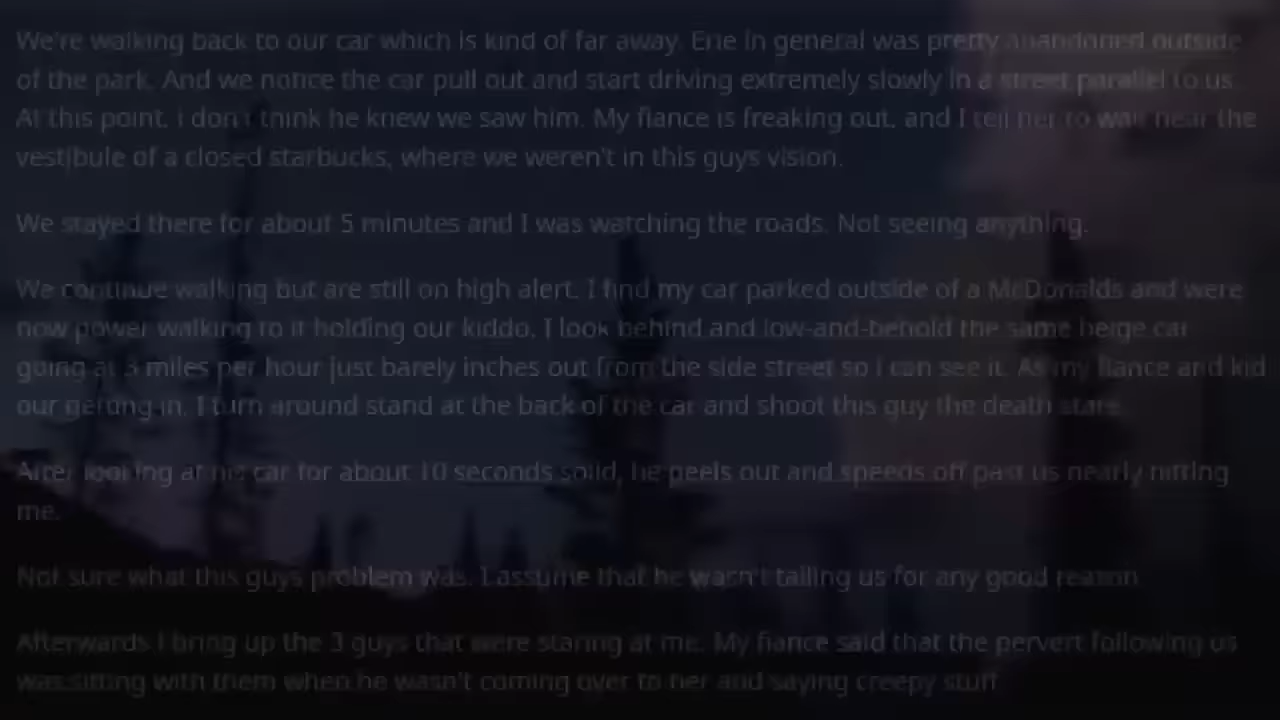 We're walking back to our car which is kind of far away. Erie in general was pretty abandoned outside
of the park. And we notice the car pull out and start driving extremely slowly in a street parallel to us.
At this point, I don't think he knew we saw him. My fiance is freaking out, and I tell her to wait near the
vestibule of a closed starbucks, where we weren't in this guys vision.
We stayed there for about 5 minutes and I was watching the roads. Not seeing anything.
We continue walking but are still on high alert. I find my car parked outside of a McDonalds and were
now power walking to it holding our kiddo. I look behind and low-and-behold the same beige car
going at 3 miles per hour just barely inches out from the side street so I can see it. As my fiance and kid
our getting in. I turn around stand at the back of the car and shoot this guy the death stare.
After looking at his car for about 10 seconds solid, he peels out and speeds off past us nearly hitting
me.
Not sure what this guys problem was. I assume that he wasn't tailing us for any good reason.
Afterwards I bring up the 3 guys that were staring at me. My fiance said that the pervert following us
was sitting with them when he wasn't coming over to her and saying creepy stuff